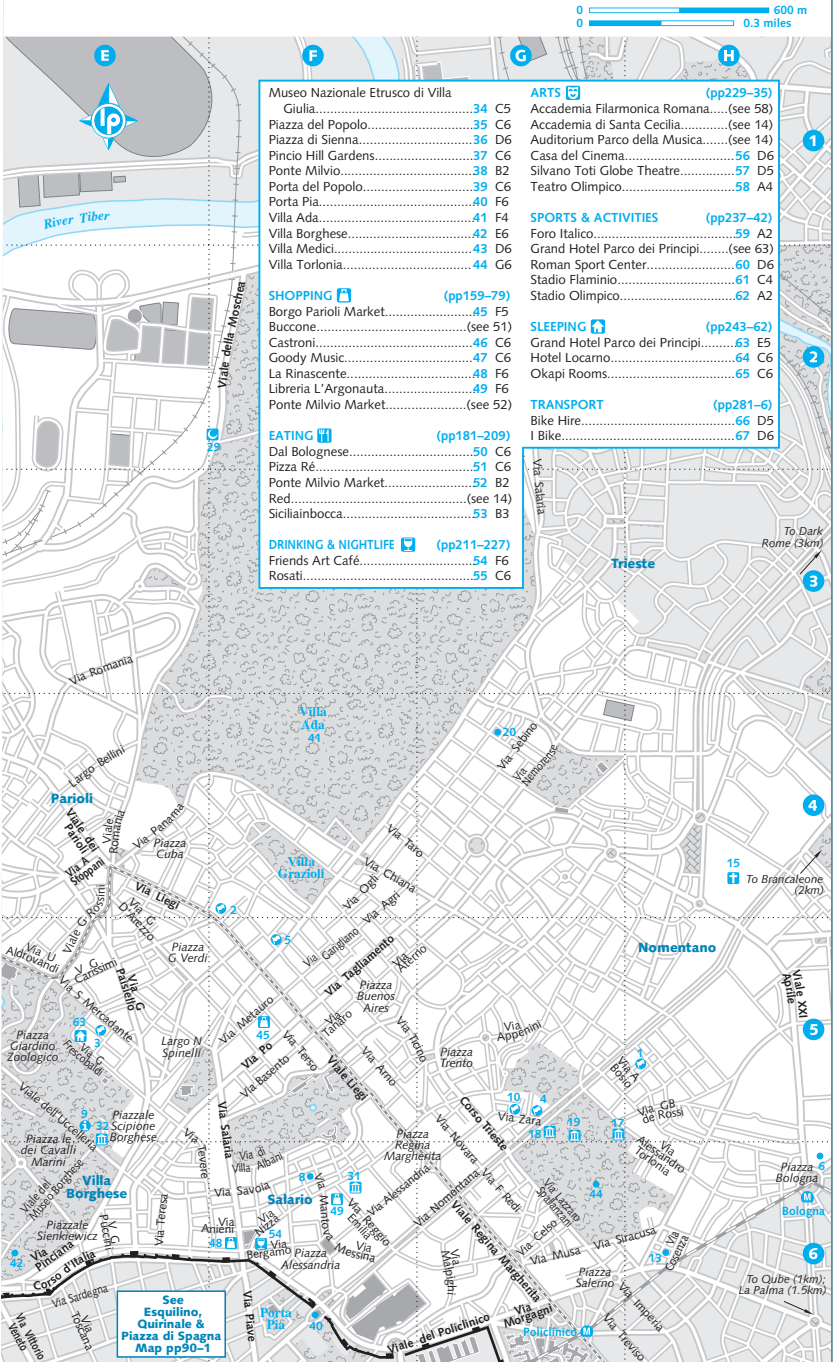 0 600 m
0 0.3 miles
E F G H
lp
1
2
3
4
5
6
Museo Nazionale Etrusco di Villa
Giulia..........34 C5
Piazza del Popolo..........35 C6
Piazza di Sienna..........36 D6
Pincio Hill Gardens..........37 C6
Ponte Milvio..........38 B2
Porta del Popolo..........39 C6
Porta Pia..........40 F6
Villa Ada..........41 F4
Villa Borghese..........42 E6
Villa Medici..........43 D6
Villa Torlonia..........44 G6
SHOPPING (pp159–79)
Borgo Parioli Market..........45 F5
Buccone..........(see 51)
Castroni..........46 C6
Goody Music..........47 C6
La Rinascente..........48 F6
Libreria L'Argonauta..........49 F6
Ponte Milvio Market..........(see 52)
EATING (pp181–209)
Dal Bolognese..........50 C6
Pizza Ré..........51 C6
Ponte Milvio Market..........52 B2
Red..........(see 14)
Siciliainbocca..........53 B3
DRINKING & NIGHTLIFE (pp211–227)
Friends Art Café..........54 F6
Rosati..........55 C6
ARTS (pp229–35)
Accademia Filarmonica Romana....(see 58)
Accademia di Santa Cecilia..........(see 14)
Auditorium Parco della Musica.......(see 14)
Casa del Cinema..........56 D6
Silvano Toti Globe Theatre..........57 D5
Teatro Olimpico..........58 A4
SPORTS & ACTIVITIES (pp237–42)
Foro Italico..........59 A2
Grand Hotel Parco dei Principi.......(see 63)
Roman Sport Center..........60 D6
Stadio Flaminio..........61 C4
Stadio Olimpico..........62 A2
SLEEPING (pp243–62)
Grand Hotel Parco dei Principi..........63 E5
Hotel Locarno..........64 C6
Okapi Rooms..........65 C6
TRANSPORT (pp281–6)
Bike Hire..........66 D5
I Bike..........67 D6
River Tiber
Viale della Moschea
29
Via Salaria
To Dark
Rome (3km)
Trieste
Via Romania
Villa
Ada
41
20
Via Sebino
Via
Nemorense
Largo Bellini
Parioli
Viale dei
Parioli
Viale
Romania
Via Panama
Piazza
Cuba
Via A
Stoppani
Via Liegi
Villa
Grazioli
Via Taro
Via Chiana
Via Ogli
Via Agri
15
To Brancaleone
(2km)
2
5
Viale G Rossini
Via G
D'Arezzo
Via U
Aldrovandi
V G
Carissimi
Piazza
G Verdi
Via Garigliano
Via Tagliamento
Via
Aterno
Nomentano
Viale XXI
Aprile
Via G
Paisiello
Via S Mercadante
Piazza
Buenos
Aires
Via
Tanaro
63
3
Via G
Frescobaldi
Piazza
Giardino
Zoologico
Largo N
Spinelli
Via Metauro
45
Via Po
Via Terso
Via Basento
Viale Liegi
Via Arno
Via Ticino
Piazza
Trento
Via
Appenini
1
Via A
Bosio
10
4
Via Zara
18
19
17
Via GB
de Rossi
Via
Alessandro
Torlonia
Corso Trieste
Via Novara
Viale dell'Uccelleria
9
32
Piazzale
Scipione
Borghese
Piazza le
dei Cavalli
Marini
Villa
Borghese
Viale del
Museo Borghese
Via Salaria
Via
Tevere
Via di
Villa Albani
Via Savoia
8
Salario
31
49
Via Mantova
Via Reggio
Emilia
Via Alessandria
Piazza
Regina
Margherita
Via Nomentana
Via F Redi
Via Lazzaro
Spallanzani
44
6
Piazza
Bologna
Bologna
Piazzale
Sienkiewicz
V G
Puccini
Via Teresa
Via
Aniene
48
54
Via
Nizza
Via
Bergamo
Piazza
Alessandria
Via
Messina
Viale Regina Margherita
Via Celso
Via Musa
Via Siracusa
13
Via
Cosenza
Piazza
Salerno
Via Imperia
Via Treviso
42
Via
Pinciana
Corso d'Italia
Via Sardegna
Via
Toscana
Via Vittorio
Veneto
See
Esquilino,
Quirinale &
Piazza di Spagna
Map pp90–1
Via Piave
Porta
Pia
40
Via
Malpighi
Viale del Policlinico
Via
Morgagni
Policlinico
To Qube (1km);
La Palma (1.5km)